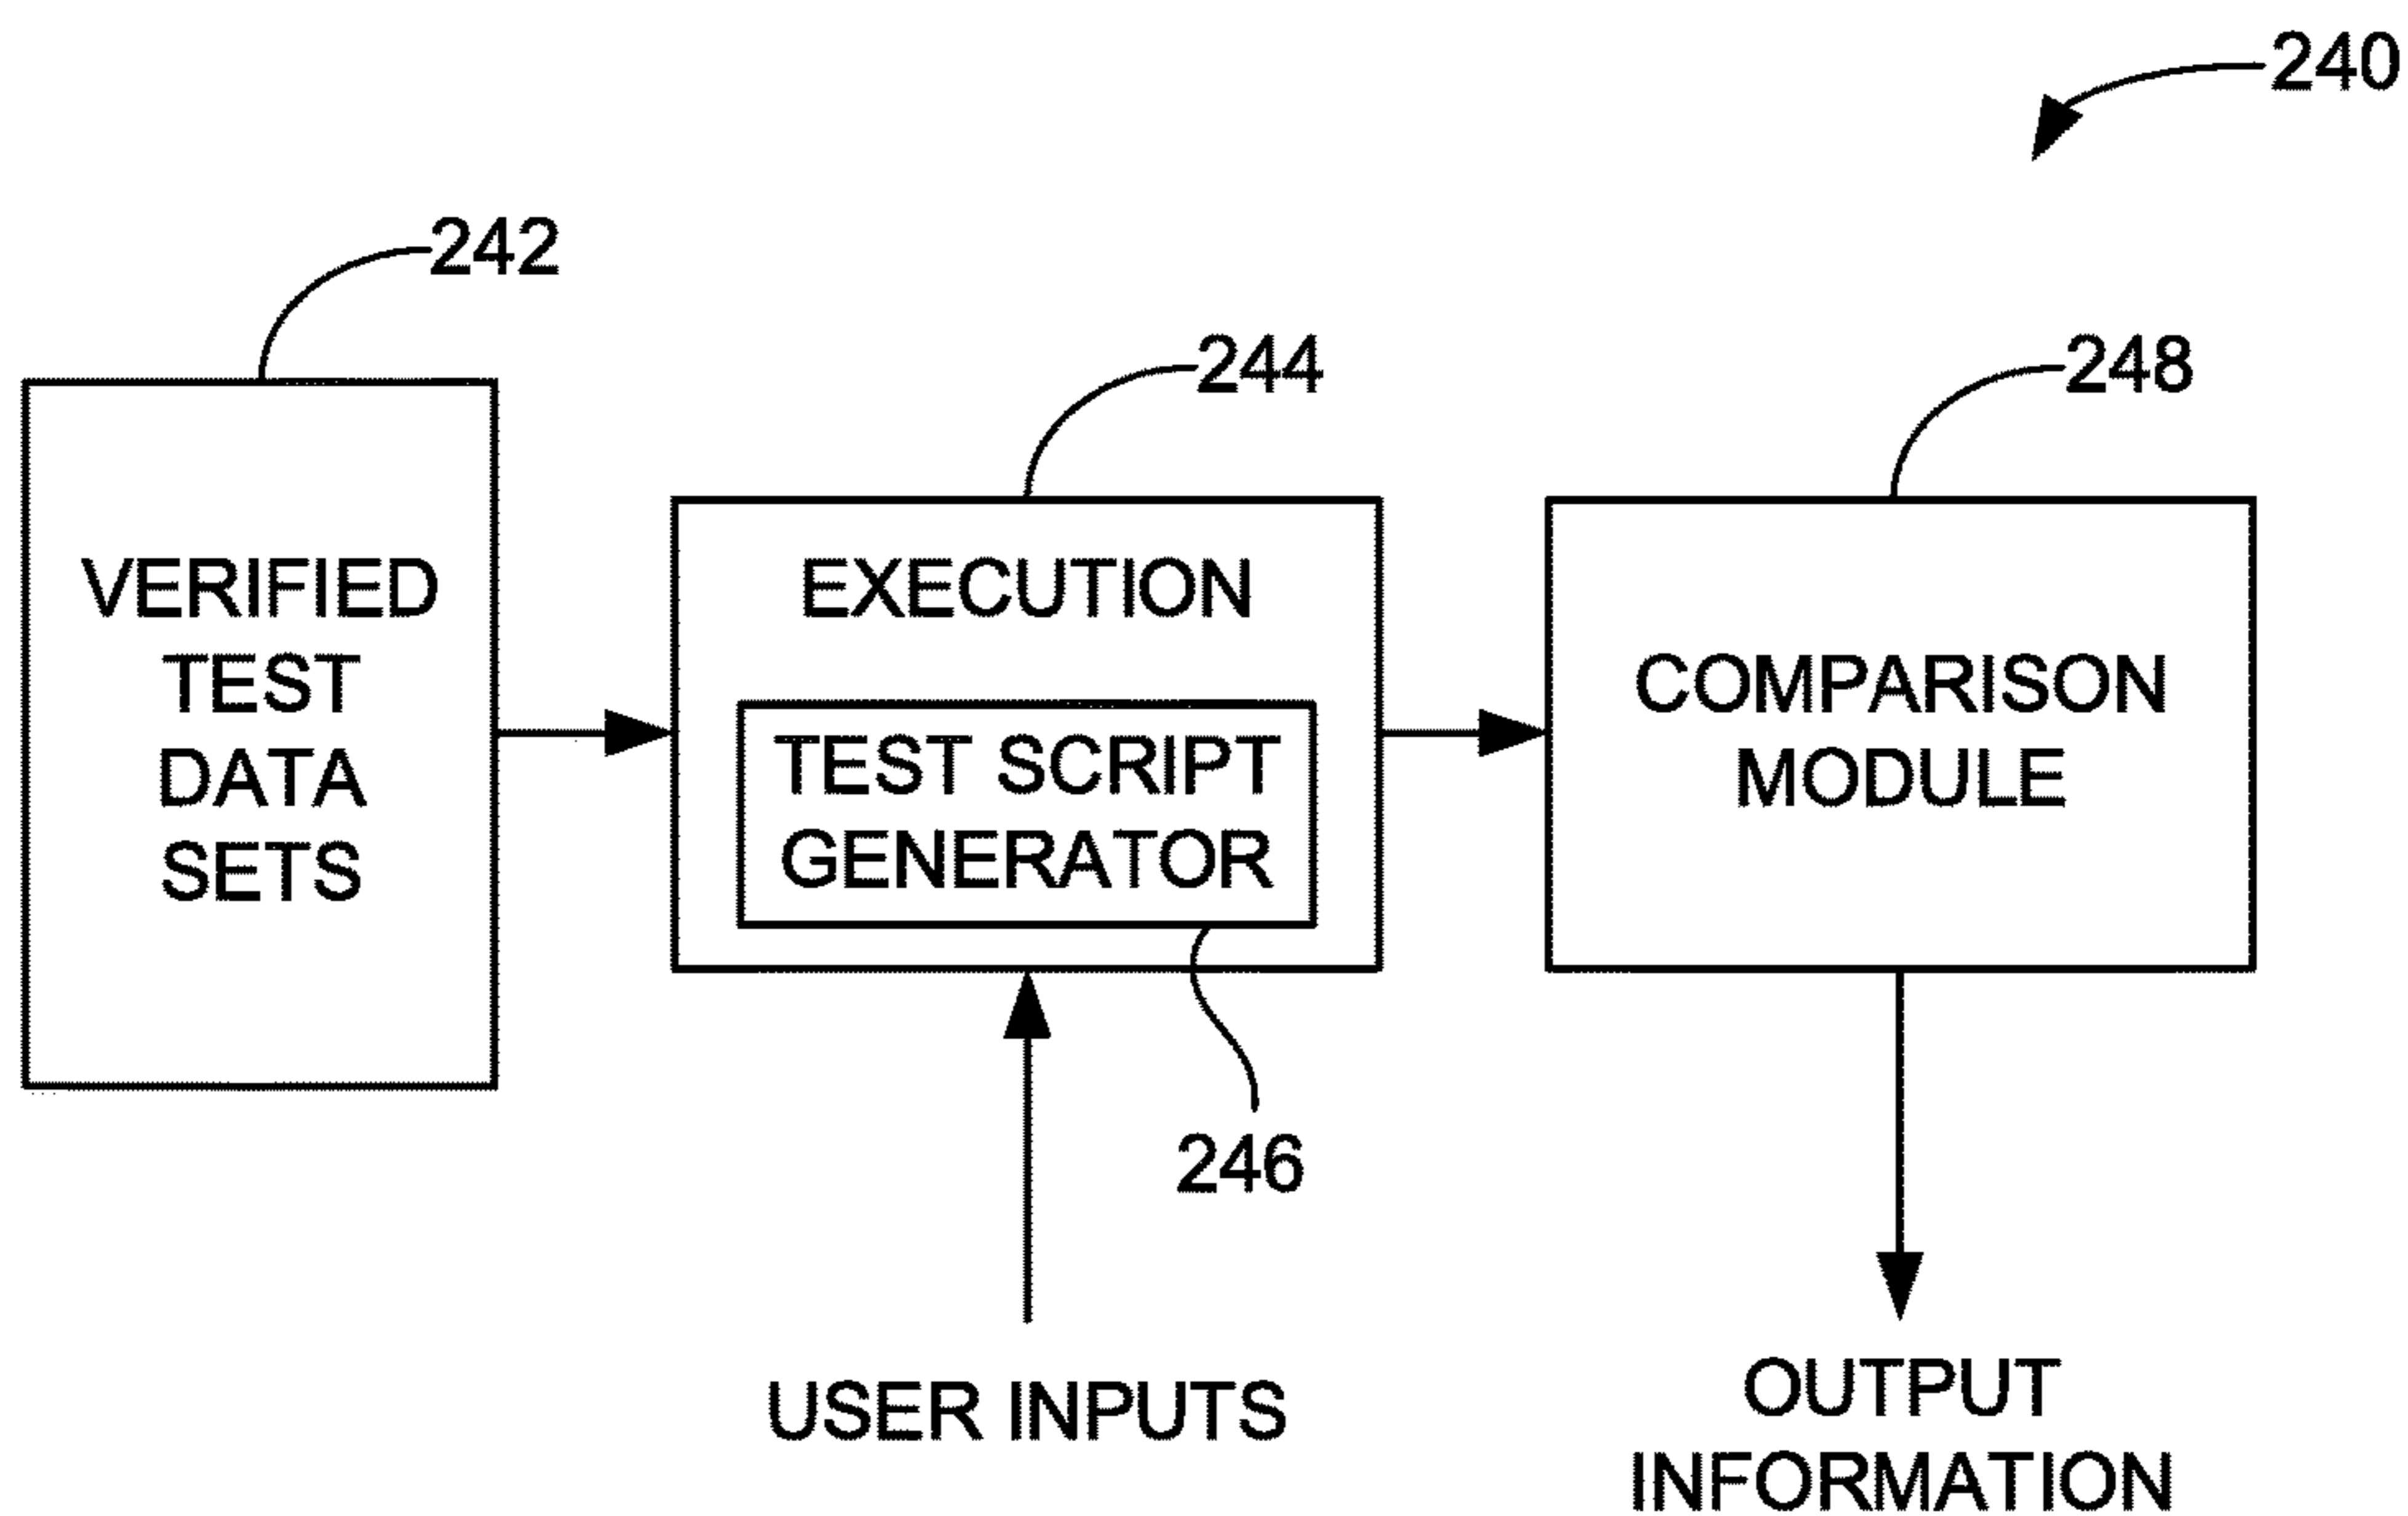 240
242
244
248
VERIFIED
TEST
DATA
SETS
EXECUTION
TEST SCRIPT
GENERATOR
COMPARISON
MODULE
246
USER INPUTS
OUTPUT
INFORMATION